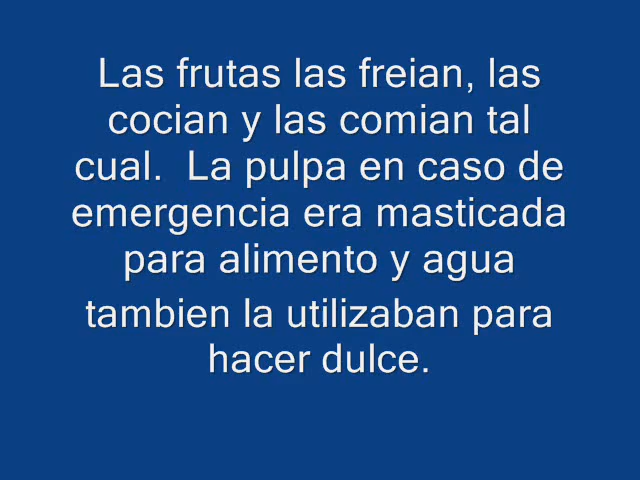 Las frutas las freian, las
cocian y las comian tal
cual.  La pulpa en caso de
emergencia era masticada
para alimento y agua
tambien la utilizaban para
hacer dulce.